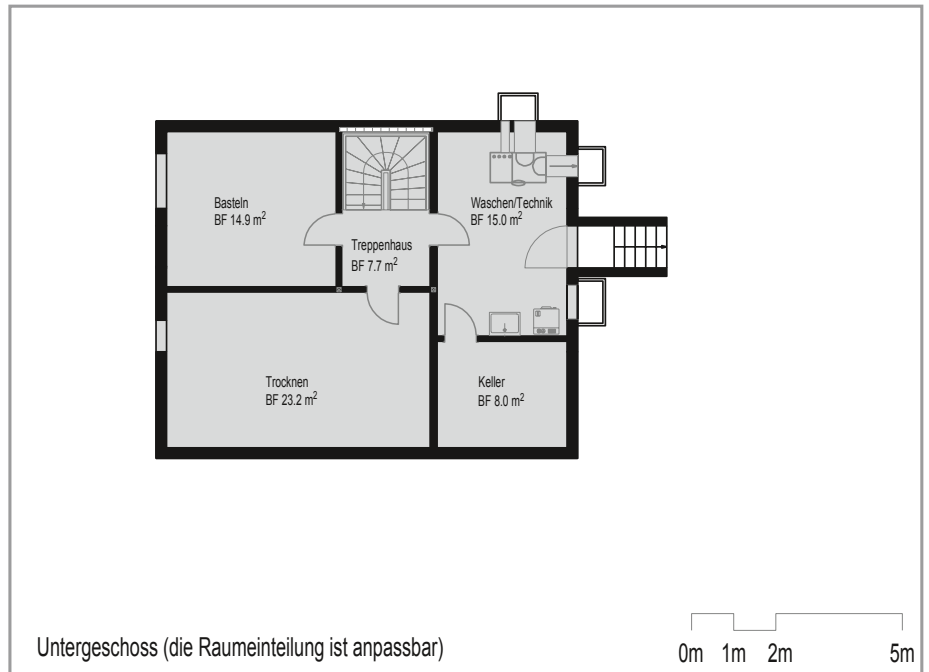 Basteln
BF 14.9 m²
Treppenhaus
BF 7.7 m²
Waschen/Technik
BF 15.0 m²
Trocknen
BF 23.2 m²
Keller
BF 8.0 m²
Untergeschoss (die Raumeinteilung ist anpassbar)
0m 1m 2m 5m